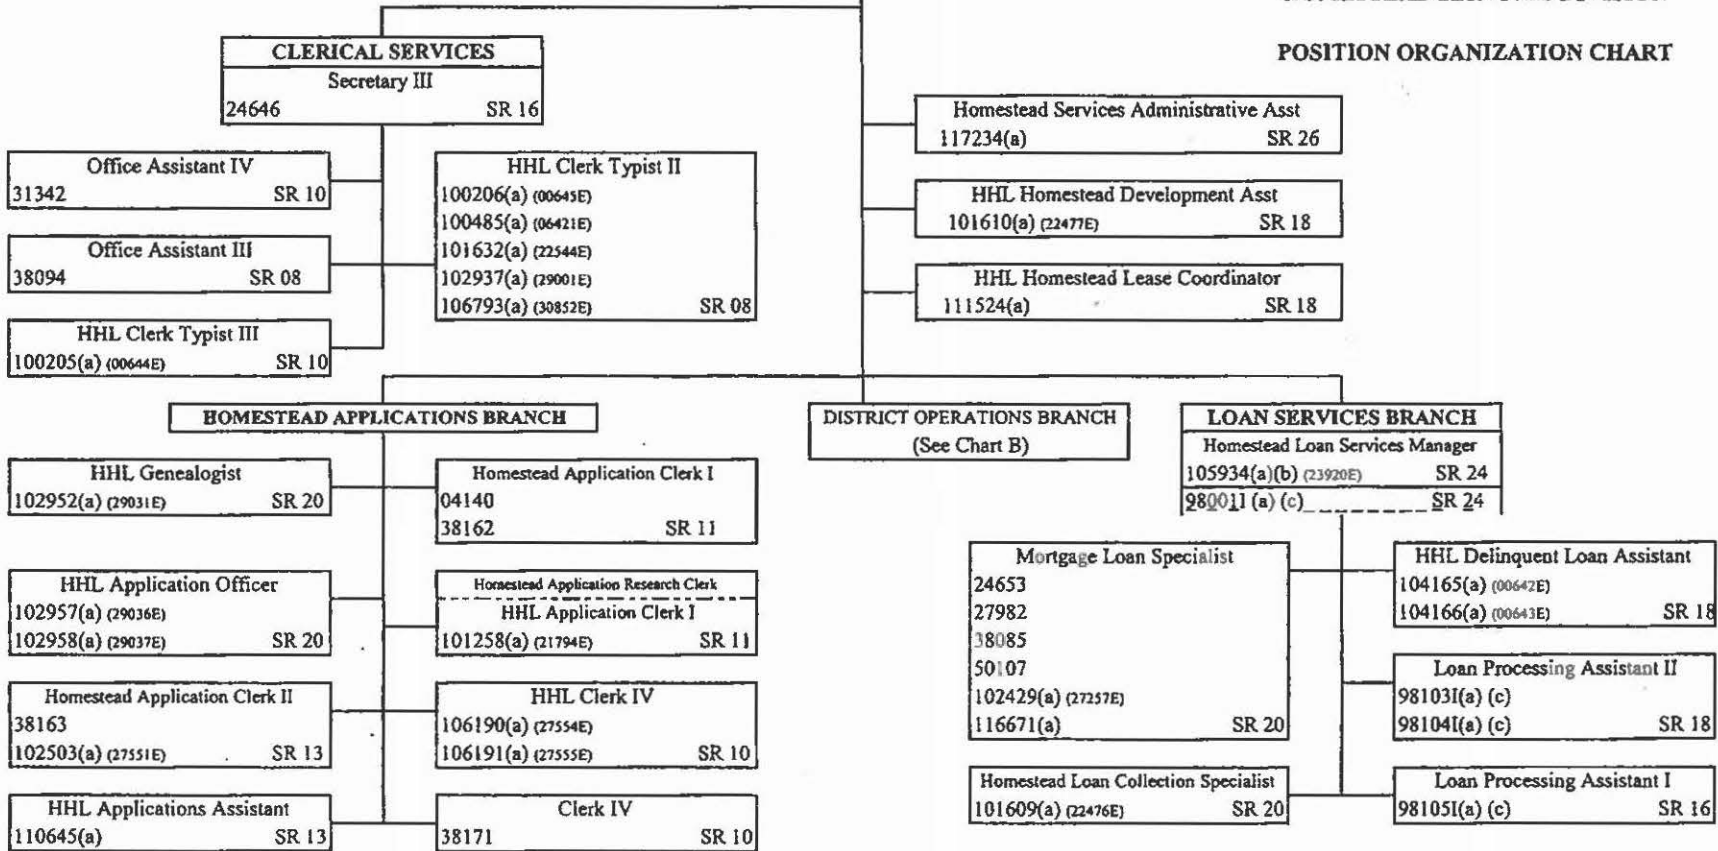 POSITION ORGANIZATION CHART
CLERICAL SERVICES
Secretary III
24646 SR 16
Office Assistant IV
31342 SR 10
Office Assistant III
38094 SR 08
HHL Clerk Typist III
100205(a) (00644E) SR 10
HHL Clerk Typist II
100206(a) (00645E)
100485(a) (06421E)
101632(a) (22544E)
102937(a) (29001E)
106793(a) (30852E) SR 08
Homestead Services Administrative Asst
117234(a) SR 26
HHL Homestead Development Asst
101610(a) (22477E) SR 18
HHL Homestead Lease Coordinator
111524(a) SR 18
HOMESTEAD APPLICATIONS BRANCH
HHL Genealogist
102952(a) (29031E) SR 20
Homestead Application Clerk I
04140
38162 SR 11
HHL Application Officer
102957(a) (29036E)
102958(a) (29037E) SR 20
Homestead Application Research Clerk
HHL Application Clerk I
101258(a) (21794E) SR 11
Homestead Application Clerk II
38163
102503(a) (27551E) SR 13
HHL Clerk IV
106190(a) (27554E)
106191(a) (27555E) SR 10
HHL Applications Assistant
110645(a) SR 13
Clerk IV
38171 SR 10
DISTRICT OPERATIONS BRANCH
(See Chart B)
LOAN SERVICES BRANCH
Homestead Loan Services Manager
105934(a)(b) (23920E) SR 24
98001I (a) (c) SR 24
Mortgage Loan Specialist
24653
27982
38085
50107
102429(a) (27257E)
116671(a) SR 20
HHL Delinquent Loan Assistant
104165(a) (00642E)
104166(a) (00643E) SR 18
Loan Processing Assistant II
98103I(a) (c)
98104I(a) (c) SR 18
Homestead Loan Collection Specialist
101609(a) (22476E) SR 20
Loan Processing Assistant I
98105I(a) (c) SR 16